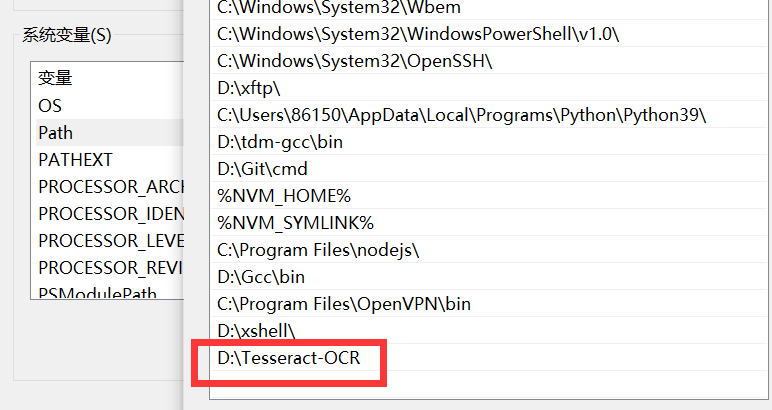 系统变量(S)
变量
OS
Path
PATHEXT
PROCESSOR_ARCH
PROCESSOR_IDEN
PROCESSOR_LEVE
PROCESSOR_REVI
PSModulePath
C:\Windows\System32\Wbem
C:\Windows\System32\WindowsPowerShell\v1.0\
C:\Windows\System32\OpenSSH\
D:\xftp\
C:\Users\86150\AppData\Local\Programs\Python\Python39\
D:\tdm-gcc\bin
D:\Git\cmd
%NVM_HOME%
%NVM_SYMLINK%
C:\Program Files\nodejs\
D:\Gcc\bin
C:\Program Files\OpenVPN\bin
D:\xshell\
D:\Tesseract-OCR